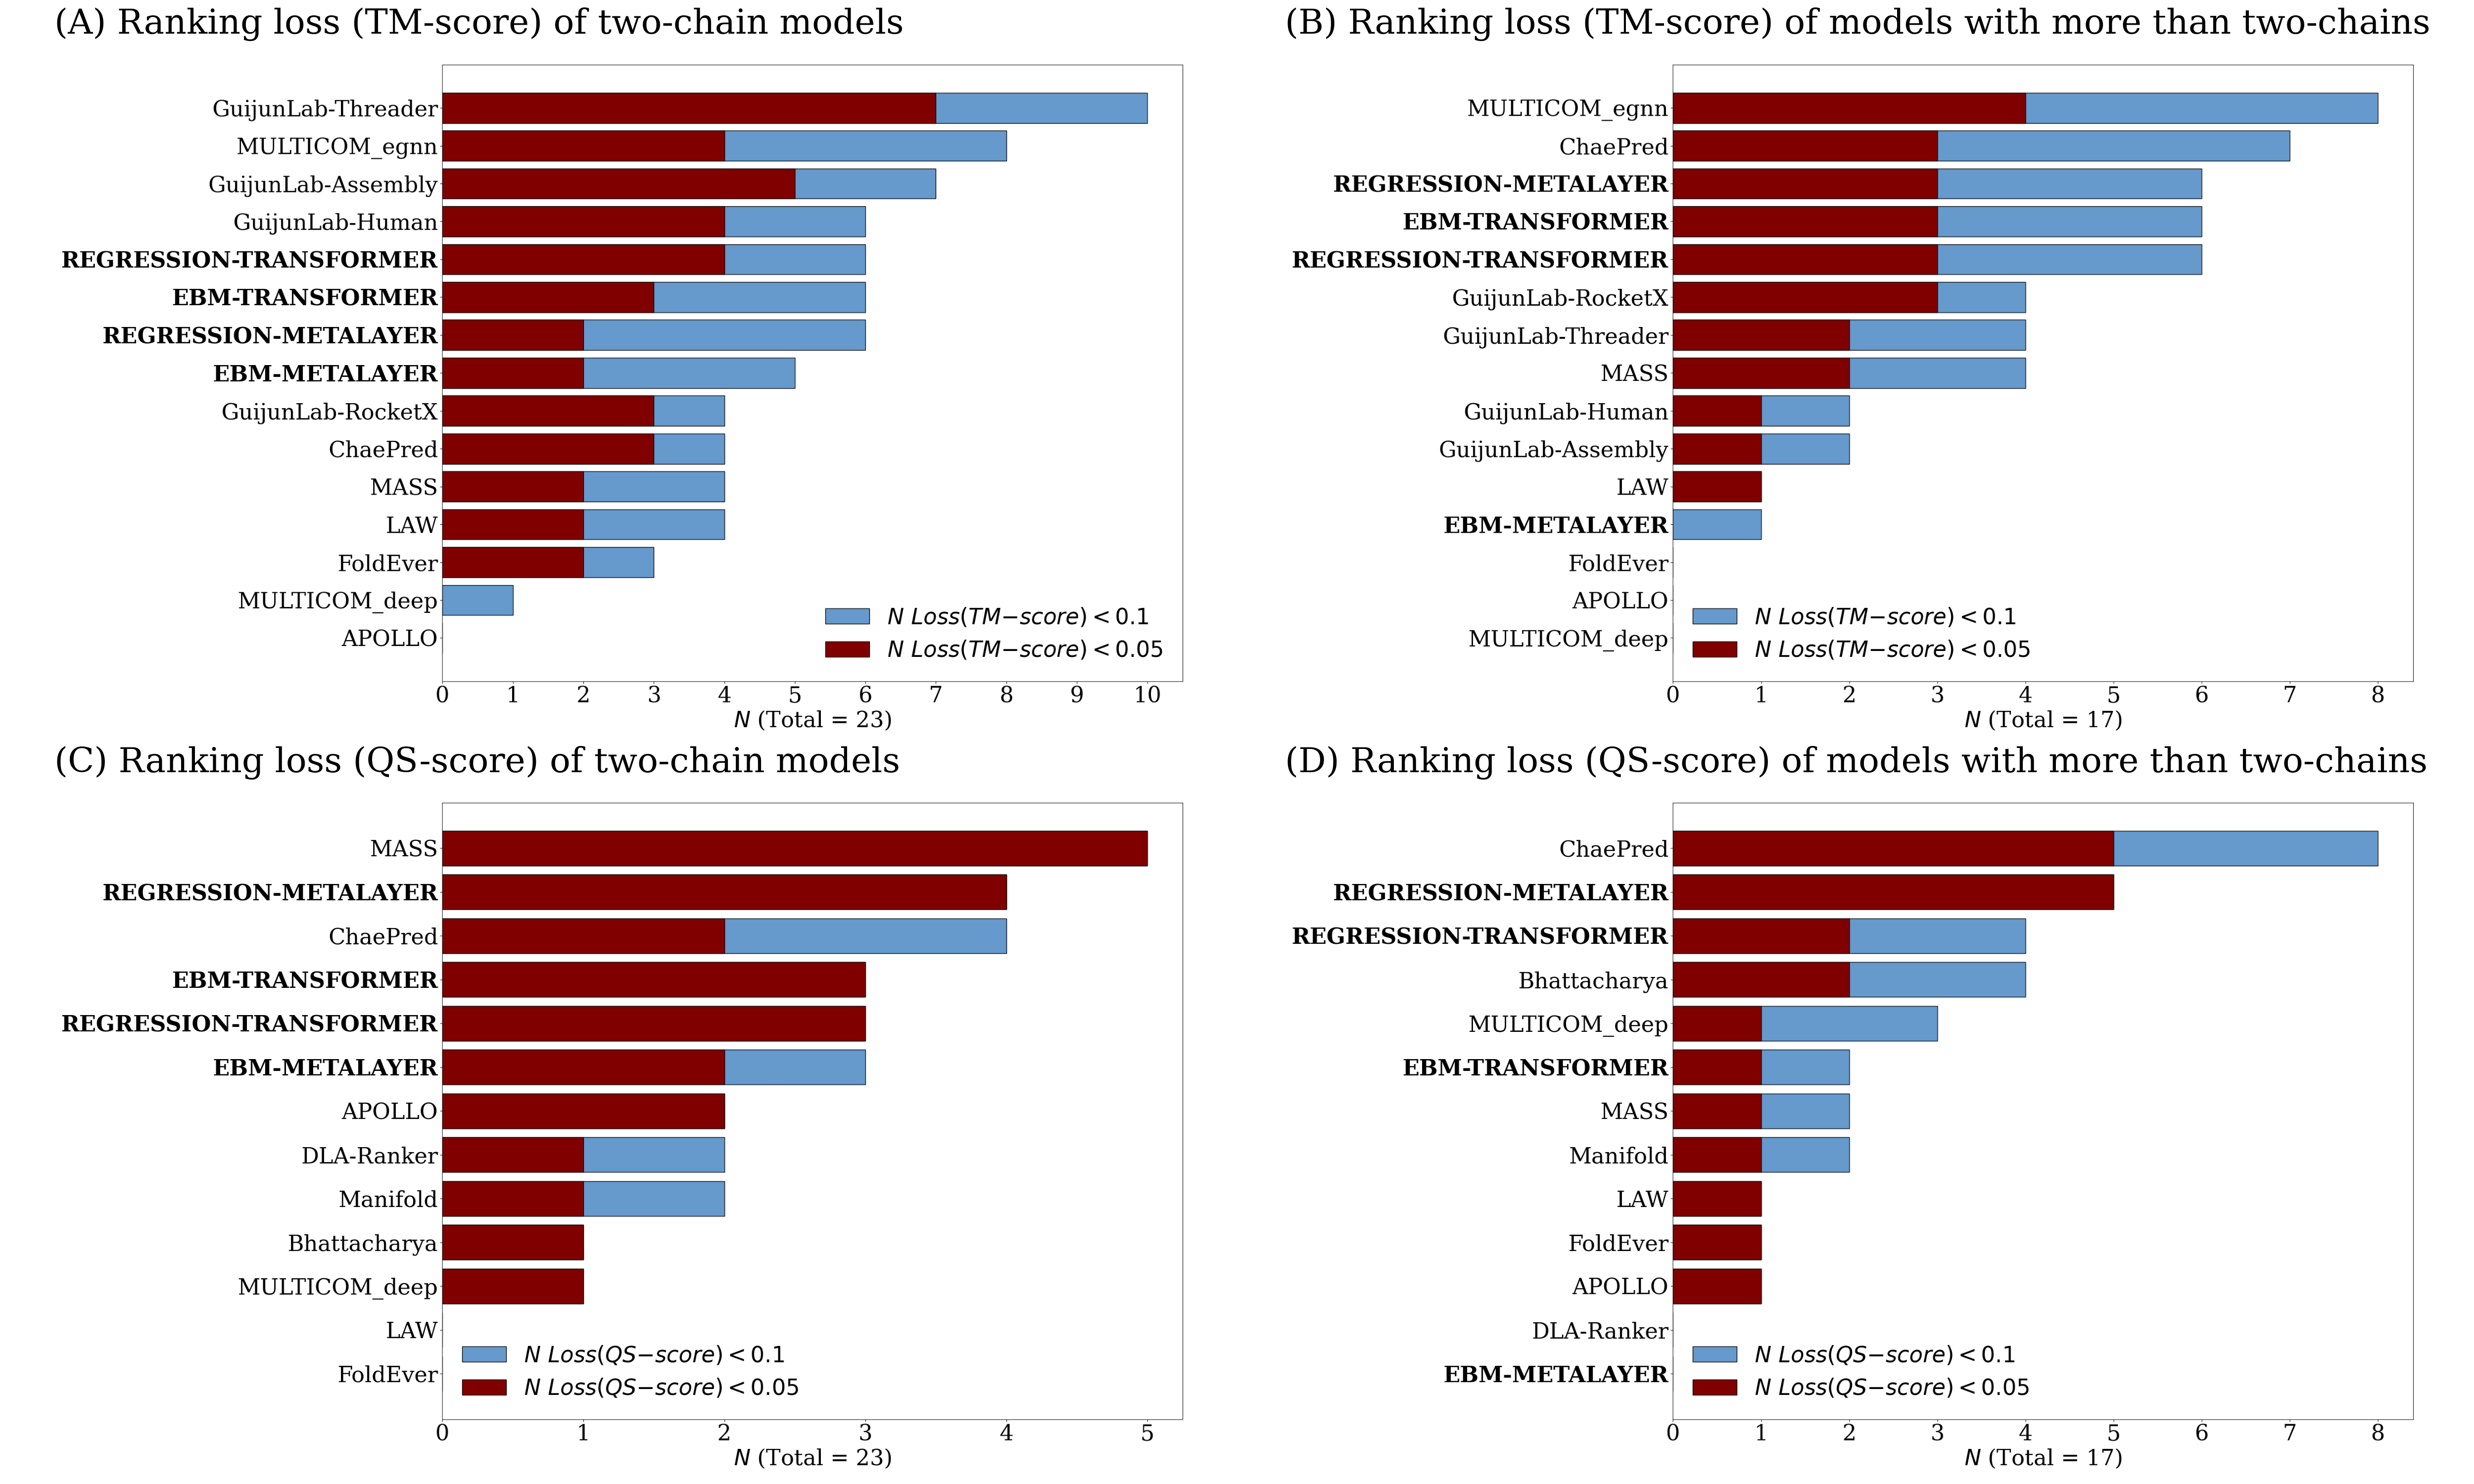 (A) Ranking loss (TM-score) of two-chain models
GuijunLab-Threader
MULTICOM_egnn
GuijunLab-Assembly
GuijunLab-Human
REGRESSION-TRANSFORMER
EBM-TRANSFORMER
REGRESSION-METALAYER
EBM-METALAYER
GuijunLab-RocketX
ChaePred
MASS
LAW
FoldEver
MULTICOM_deep
APOLLO
N Loss(TM−score) < 0.1
N Loss(TM−score) < 0.05
0 1 2 3 4 5 6 7 8 9 10
N (Total = 23)
(B) Ranking loss (TM-score) of models with more than two-chains
MULTICOM_egnn
ChaePred
REGRESSION-METALAYER
EBM-TRANSFORMER
REGRESSION-TRANSFORMER
GuijunLab-RocketX
GuijunLab-Threader
MASS
GuijunLab-Human
GuijunLab-Assembly
LAW
EBM-METALAYER
FoldEver
APOLLO
MULTICOM_deep
N Loss(TM−score) < 0.1
N Loss(TM−score) < 0.05
0 1 2 3 4 5 6 7 8
N (Total = 17)
(C) Ranking loss (QS-score) of two-chain models
MASS
REGRESSION-METALAYER
ChaePred
EBM-TRANSFORMER
REGRESSION-TRANSFORMER
EBM-METALAYER
APOLLO
DLA-Ranker
Manifold
Bhattacharya
MULTICOM_deep
LAW
FoldEver
N Loss(QS−score) < 0.1
N Loss(QS−score) < 0.05
0 1 2 3 4 5
N (Total = 23)
(D) Ranking loss (QS-score) of models with more than two-chains
ChaePred
REGRESSION-METALAYER
REGRESSION-TRANSFORMER
Bhattacharya
MULTICOM_deep
EBM-TRANSFORMER
MASS
Manifold
LAW
FoldEver
APOLLO
DLA-Ranker
EBM-METALAYER
N Loss(QS−score) < 0.1
N Loss(QS−score) < 0.05
0 1 2 3 4 5 6 7 8
N (Total = 17)